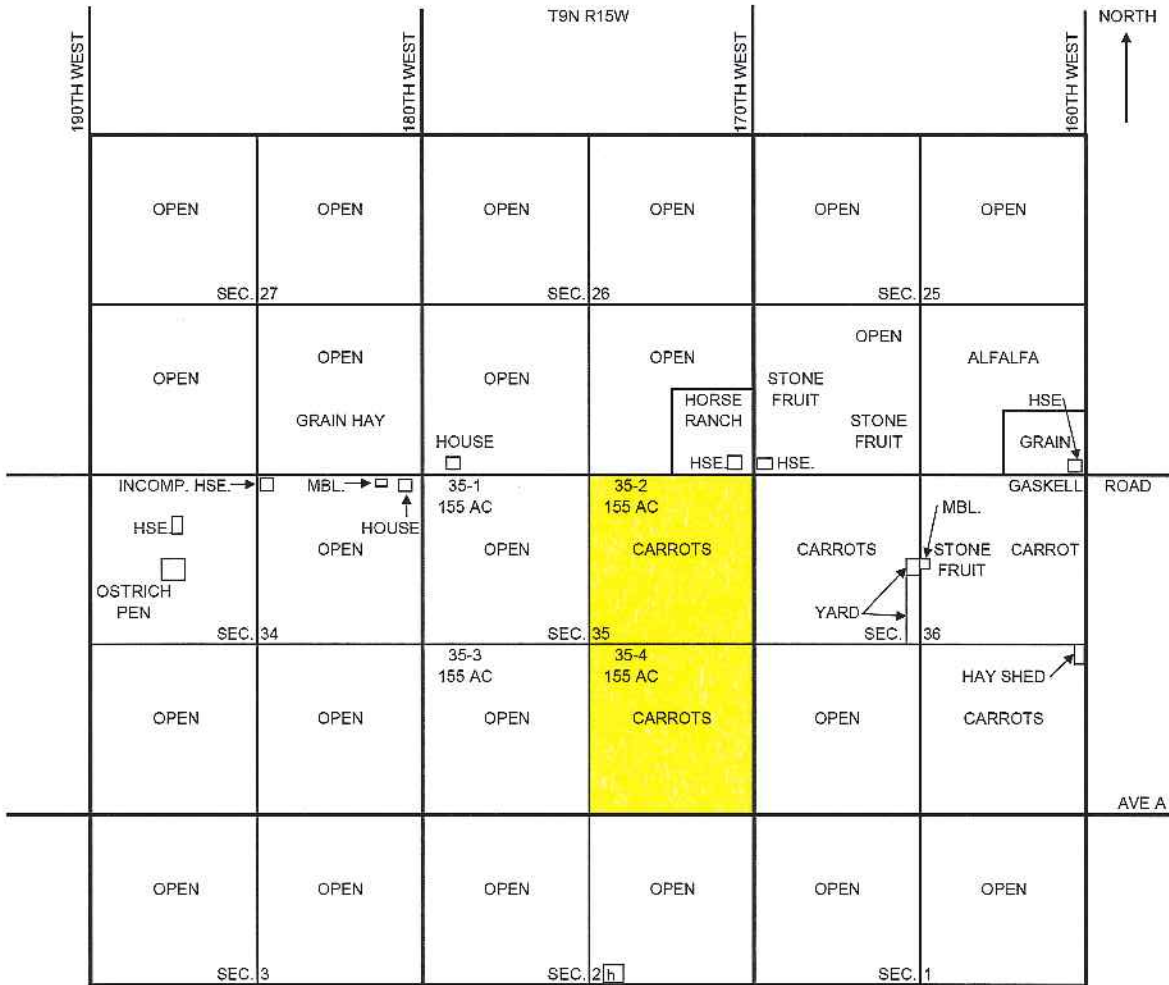 T9N R15W
NORTH
190TH WEST
180TH WEST
170TH WEST
160TH WEST
OPEN
OPEN
OPEN
OPEN
OPEN
OPEN
SEC. 27
SEC. 26
SEC. 25
OPEN
OPEN
GRAIN HAY
OPEN
HOUSE
OPEN
HORSE
RANCH
HSE.
OPEN
STONE
FRUIT
STONE
FRUIT
HSE.
ALFALFA
HSE
GRAIN
GASKELL ROAD
INCOMP. HSE.
HSE.
OSTRICH
PEN
MBL.
HOUSE
OPEN
SEC. 34
35-1
155 AC
OPEN
35-2
155 AC
CARROTS
SEC. 35
CARROTS
MBL.
STONE
FRUIT
CARROT
YARD
SEC. 36
OPEN
OPEN
35-3
155 AC
OPEN
35-4
155 AC
CARROTS
OPEN
HAY SHED
CARROTS
AVE A
OPEN
OPEN
OPEN
OPEN
OPEN
OPEN
SEC. 3
SEC. 2
h
SEC. 1